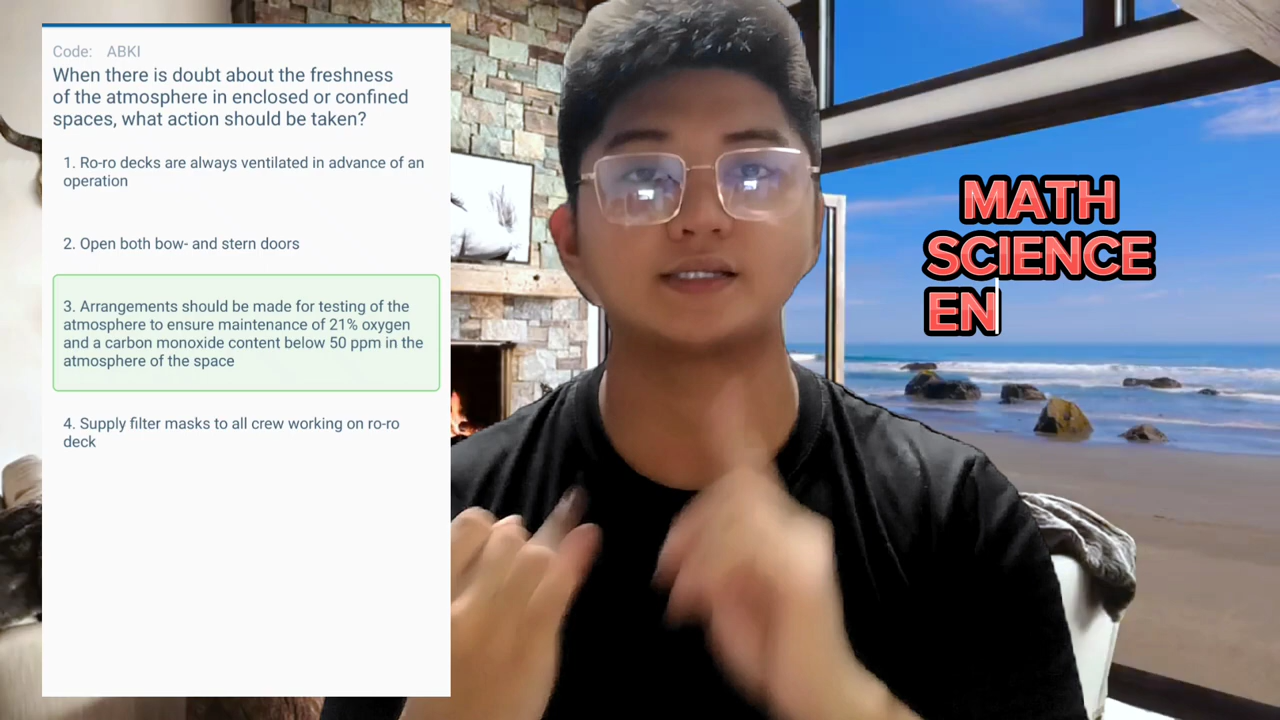 Code: ABKI
When there is doubt about the freshness
of the atmosphere in enclosed or confined
spaces, what action should be taken?
1. Ro-ro decks are always ventilated in advance of an
operation
2. Open both bow- and stern doors
3. Arrangements should be made for testing of the
atmosphere to ensure maintenance of 21% oxygen
and a carbon monoxide content below 50 ppm in the
atmosphere of the space
4. Supply filter masks to all crew working on ro-ro
deck
MATH
SCIENCE
EN